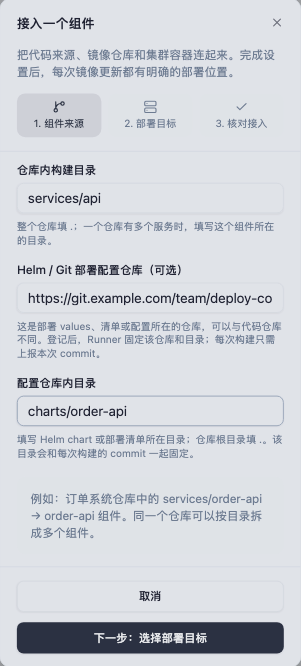 接入一个组件
把代码来源、镜像仓库和集群容器连起来。完成设
置后，每次镜像更新都有明确的部署位置。
1. 组件来源
2. 部署目标
3. 核对接入
仓库内构建目录
services/api
整个仓库填 .；一个仓库有多个服务时，填写这个组件所在
的目录。
Helm / Git 部署配置仓库（可选）
https://git.example.com/team/deploy-co
这是部署 values、清单或配置所在的仓库，可以与代码仓库
不同。登记后，Runner 固定该仓库和目录；每次构建只需
上报本次 commit。
配置仓库内目录
charts/order-api
填写 Helm chart 或部署清单所在目录；仓库根目录填 .。该
目录会和每次构建的 commit 一起固定。
例如：订单系统仓库中的 services/order-api
→ order-api 组件。同一个仓库可以按目录拆
成多个组件。
取消
下一步：选择部署目标